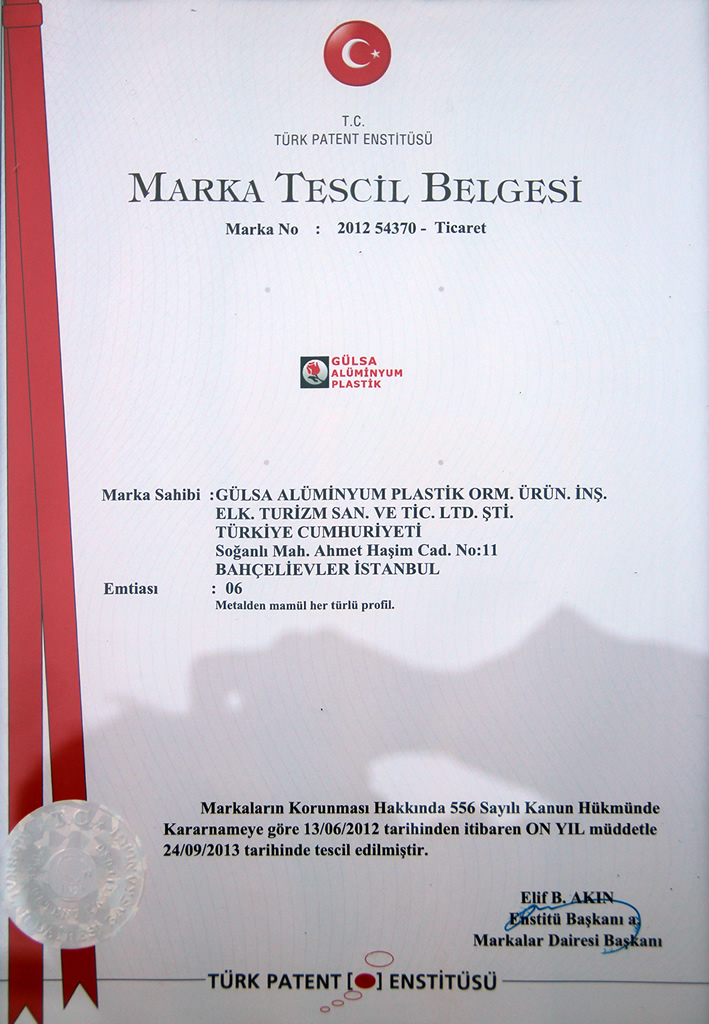 T.C.
TÜRK PATENT ENSTİTÜSÜ
MARKA TESCİL BELGESİ
Marka No : 2012 54370 - Ticaret
GÜLSA
ALÜMİNYUM
PLASTİK
Marka Sahibi :GÜLSA ALÜMİNYUM PLASTİK ORM. ÜRÜN. İNŞ.
ELK. TURİZM SAN. VE TİC. LTD. ŞTİ.
TÜRKİYE CUMHURİYETİ
Soğanlı Mah. Ahmet Haşim Cad. No:11
BAHÇELİEVLER İSTANBUL
Emtiası : 06
Metalden mamül her türlü profil.
Markaların Korunması Hakkında 556 Sayılı Kanun Hükmünde
Kararnameye göre 13/06/2012 tarihinden itibaren ON YIL müddetle
24/09/2013 tarihinde tescil edilmiştir.
Elif B. AKIN
Enstitü Başkanı a.
Markalar Dairesi Başkanı
TÜRK PATENT [ ] ENSTİTÜSÜ